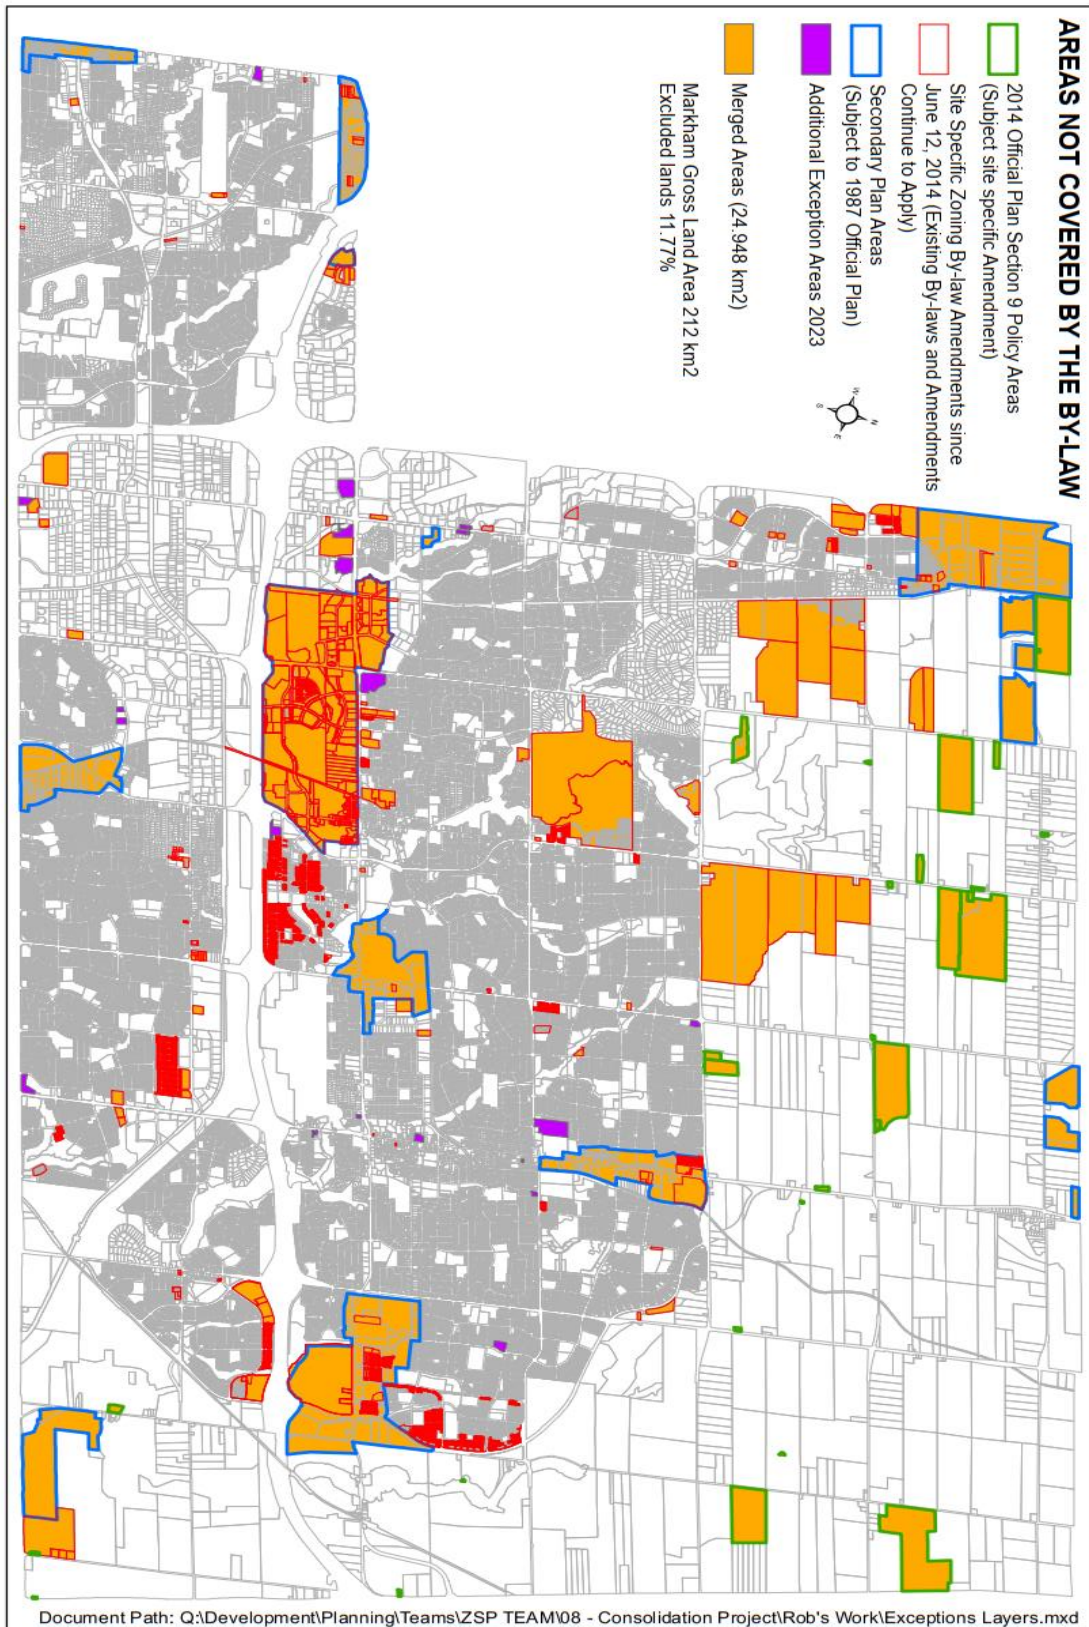 AREAS NOT COVERED BY THE BY-LAW
2014 Official Plan Section 9 Policy Areas
(Subject site specific Amendment)
Site Specific Zoning By-law Amendments since
June 12, 2014 (Existing By-laws and Amendments
Continue to Apply)
Secondary Plan Areas
(Subject to 1987 Official Plan)
Additional Exception Areas 2023
Merged Areas (24.948 km2)
Markham Gross Land Area 212 km2
Excluded lands 11.77%
N
W
E
S
Document Path: Q:\Development\Planning\Teams\ZSP TEAM\08 - Consolidation Project\Rob's Work\Exceptions Layers.mxd